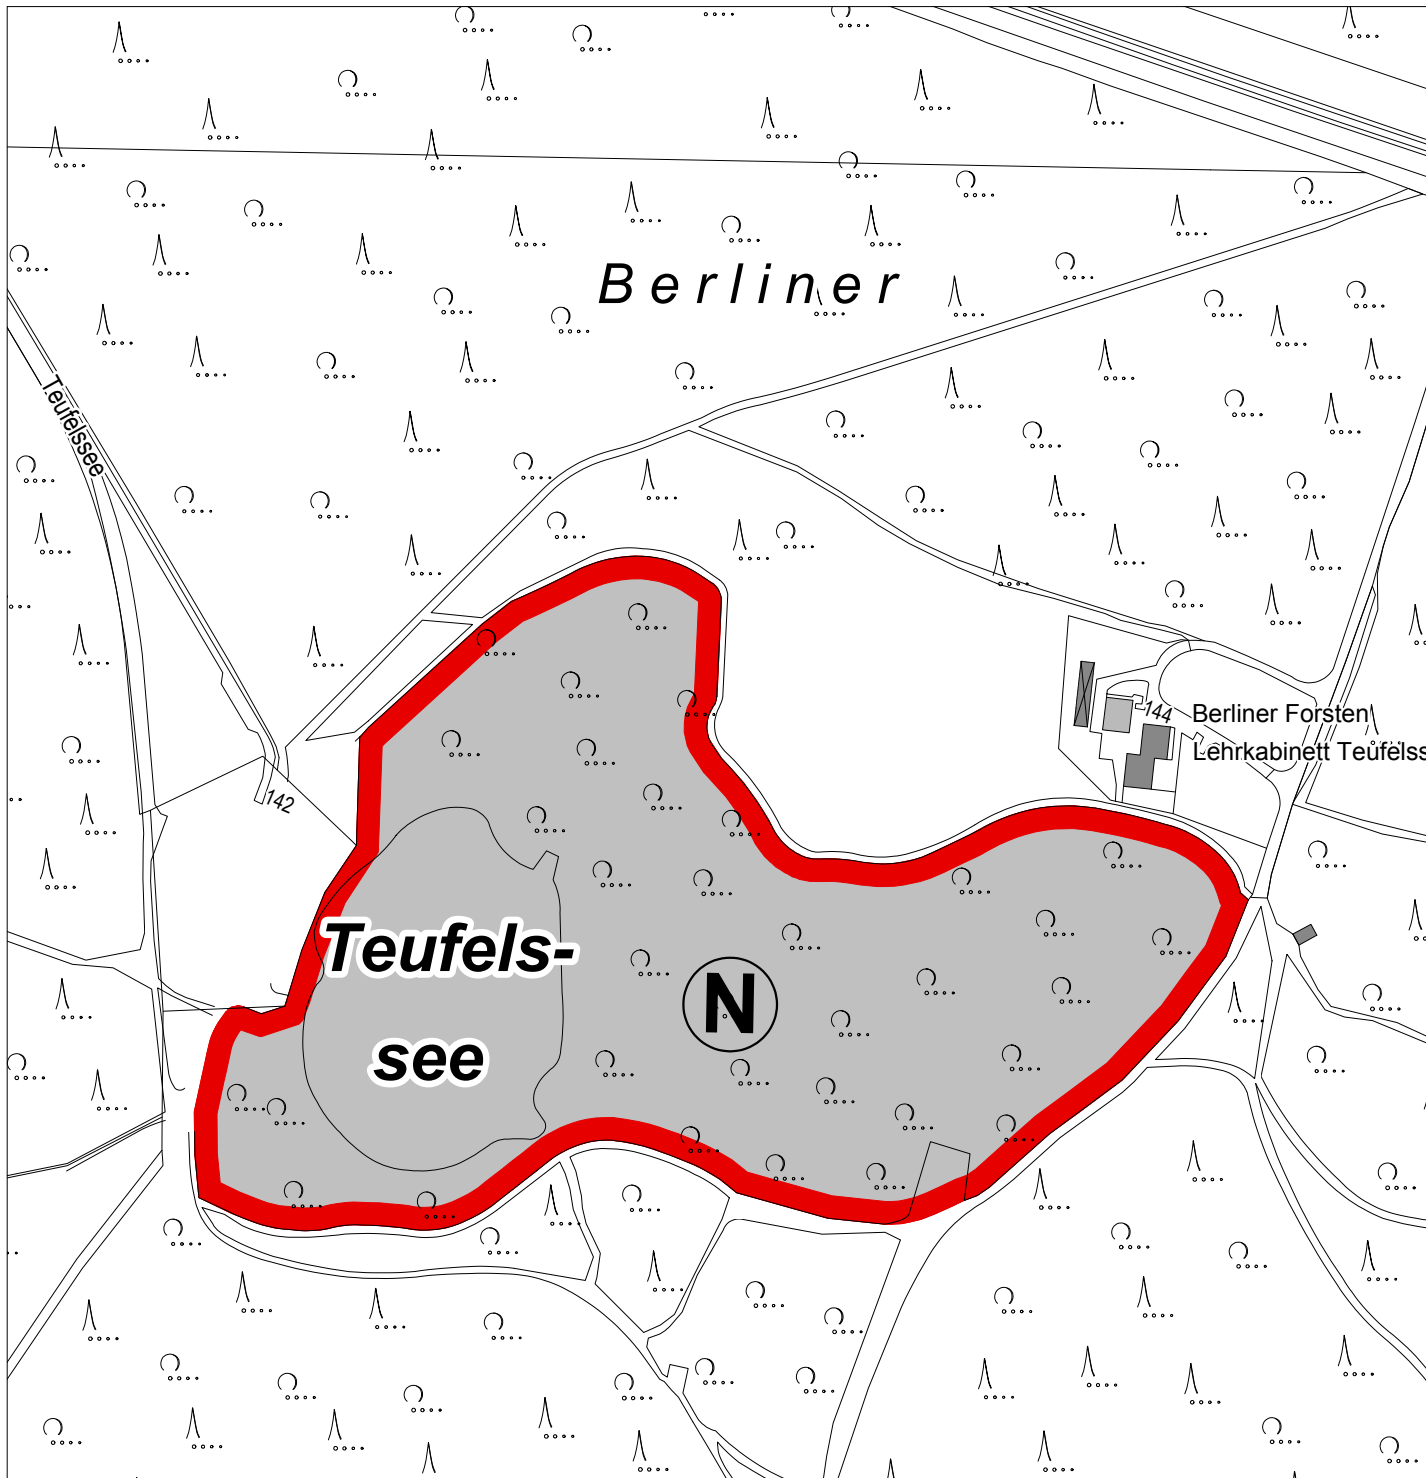 Berliner
Teufelssee
144
Berliner Forsten
Lehrkabinett Teufelss
142
Teufels-
see
N